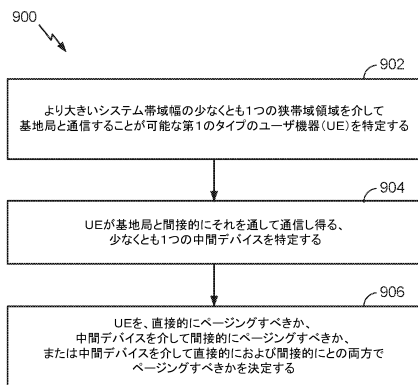 900
902
より大きいシステム帯域幅の少なくとも1つの狭帯域領域を介して
基地局と通信することが可能な第1のタイプのユーザ機器(UE)を特定する
904
UEが基地局と間接的にそれを通して通信し得る、
少なくとも1つの中間デバイスを特定する
906
UEを、直接的にページングすべきか、
中間デバイスを介して間接的にページングすべきか、
または中間デバイスを介して直接的におよび間接的にとの両方で
ページングすべきかを決定する